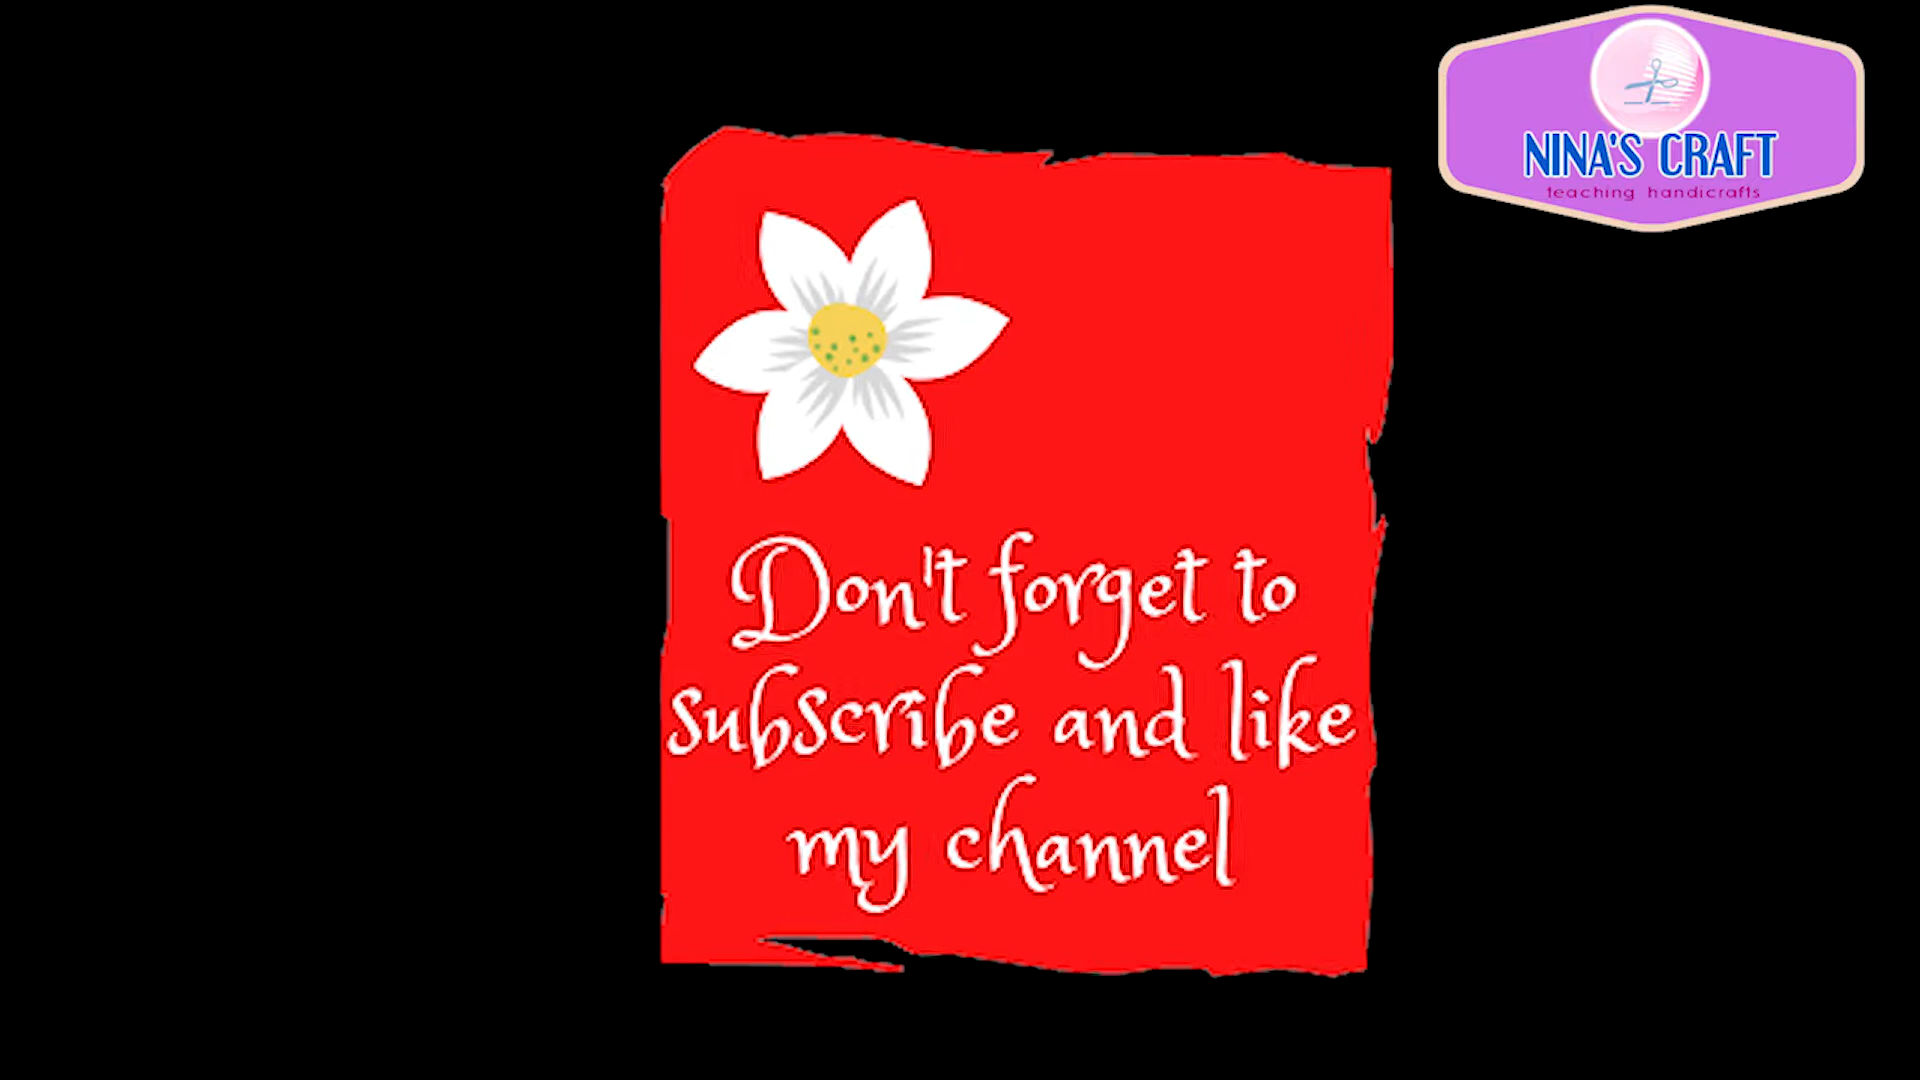 NINA'S CRAFT
teaching handicrafts
Don't forget to
subscribe and like
my channel